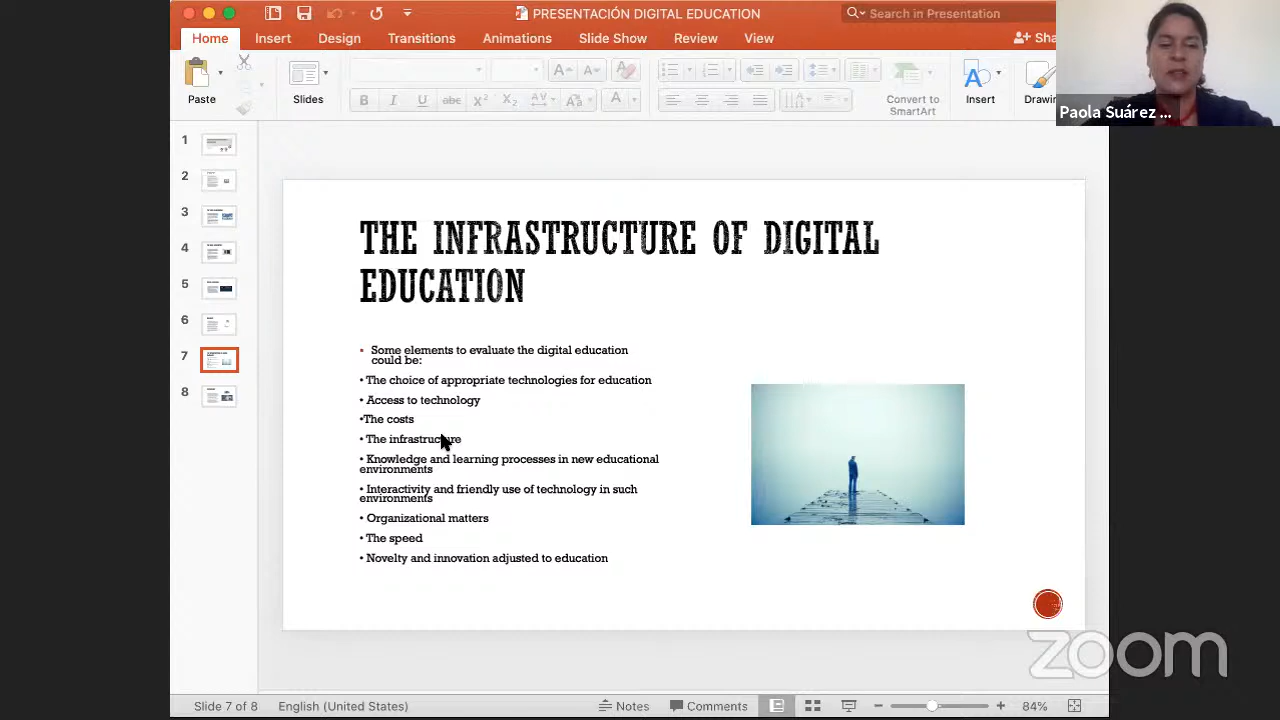 PRESENTACIÓN DIGITAL EDUCATION
Search in Presentation
Home Insert Design Transitions Animations Slide Show Review View
Sha
Paste
Slides
B I U abc X² X₂ AV Aa A
Convert to
SmartArt
Insert
Drawin
Paola Suárez ...
1
2
3
4
5
6
7
8
THE INFRASTRUCTURE OF DIGITAL
EDUCATION
▪ Some elements to evaluate the digital education
could be:
• The choice of appropriate technologies for education
• Access to technology
•The costs
• The infrastructure
• Knowledge and learning processes in new educational
environments
• Interactivity and friendly use of technology in such
environments
• Organizational matters
• The speed
• Novelty and innovation adjusted to education
zoom
Slide 7 of 8 English (United States) Notes Comments 84%